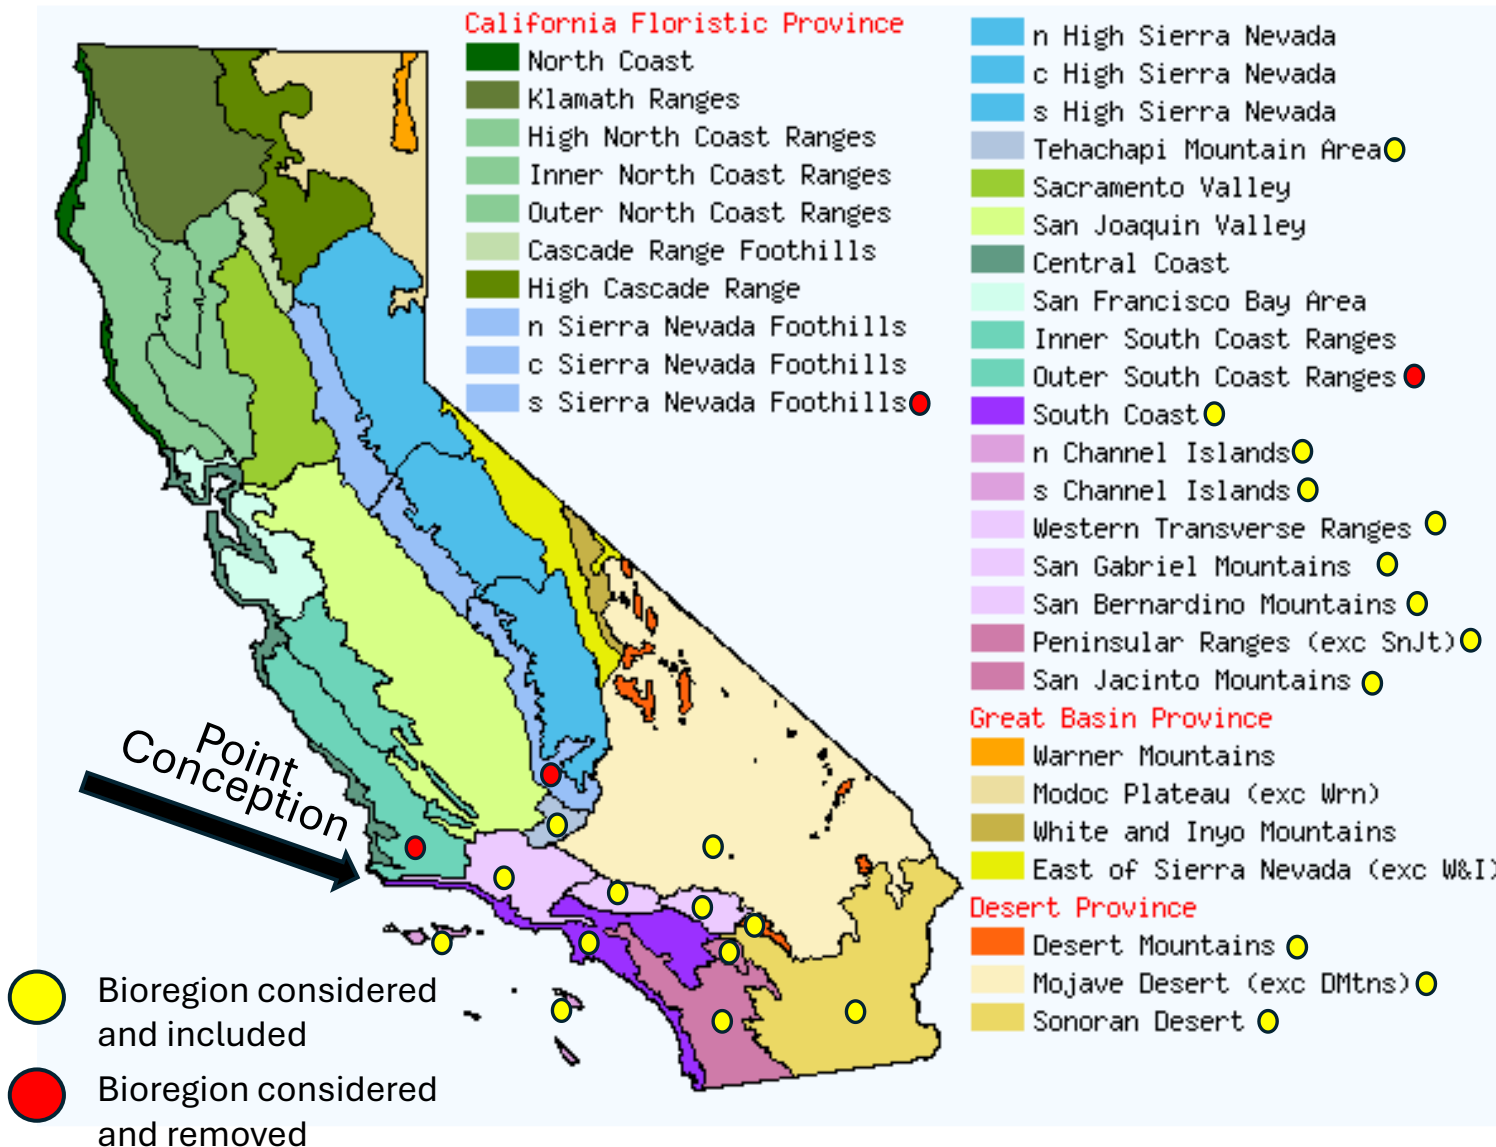 California Floristic Province
North Coast
Klamath Ranges
High North Coast Ranges
Inner North Coast Ranges
Outer North Coast Ranges
Cascade Range Foothills
High Cascade Range
n Sierra Nevada Foothills
c Sierra Nevada Foothills
s Sierra Nevada Foothills
n High Sierra Nevada
c High Sierra Nevada
s High Sierra Nevada
Tehachapi Mountain Area
Sacramento Valley
San Joaquin Valley
Central Coast
San Francisco Bay Area
Inner South Coast Ranges
Outer South Coast Ranges
South Coast
n Channel Islands
s Channel Islands
Western Transverse Ranges
San Gabriel Mountains
San Bernardino Mountains
Peninsular Ranges (exc SnJt)
San Jacinto Mountains
Great Basin Province
Warner Mountains
Modoc Plateau (exc Wrn)
White and Inyo Mountains
East of Sierra Nevada (exc W&I)
Desert Province
Desert Mountains
Mojave Desert (exc DMtns)
Sonoran Desert
Point
Conception
Bioregion considered
and included
Bioregion considered
and removed